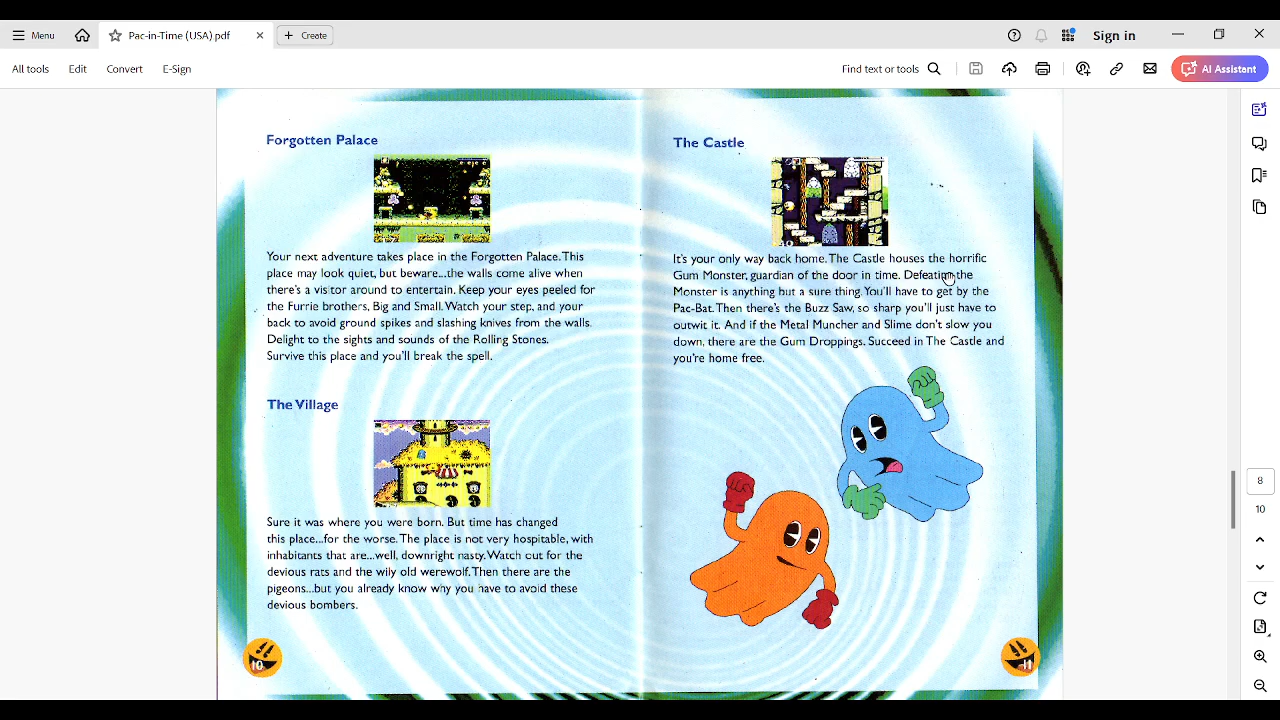 Menu
Pac-in-Time (USA) pdf
Create
Sign in
All tools
Edit
Convert
E-Sign
Find text or tools
AI Assistant
Forgotten Palace
Your next adventure takes place in the Forgotten Palace. This
place may look quiet, but beware...the walls come alive when
there's a visitor around to entertain. Keep your eyes peeled for
the Furrie brothers, Big and Small. Watch your step, and your
back to avoid ground spikes and slashing knives from the walls.
Delight to the sights and sounds of the Rolling Stones.
Survive this place and you'll break the spell.
The Village
Sure it was where you were born. But time has changed
this place...for the worse. The place is not very hospitable, with
inhabitants that are...well, downright nasty. Watch out for the
devious rats and the wily old werewolf. Then there are the
pigeons...but you already know why you have to avoid these
devious bombers.
10
The Castle
It's your only way back home. The Castle houses the horrific
Gum Monster, guardian of the door in time. Defeating the
Monster is anything but a sure thing. You'll have to get by the
Pac-Bat. Then there's the Buzz Saw, so sharp you'll just have to
outwit it. And if the Metal Muncher and Slime don't slow you
down, there are the Gum Droppings. Succeed in The Castle and
you're home free.
11
8
10